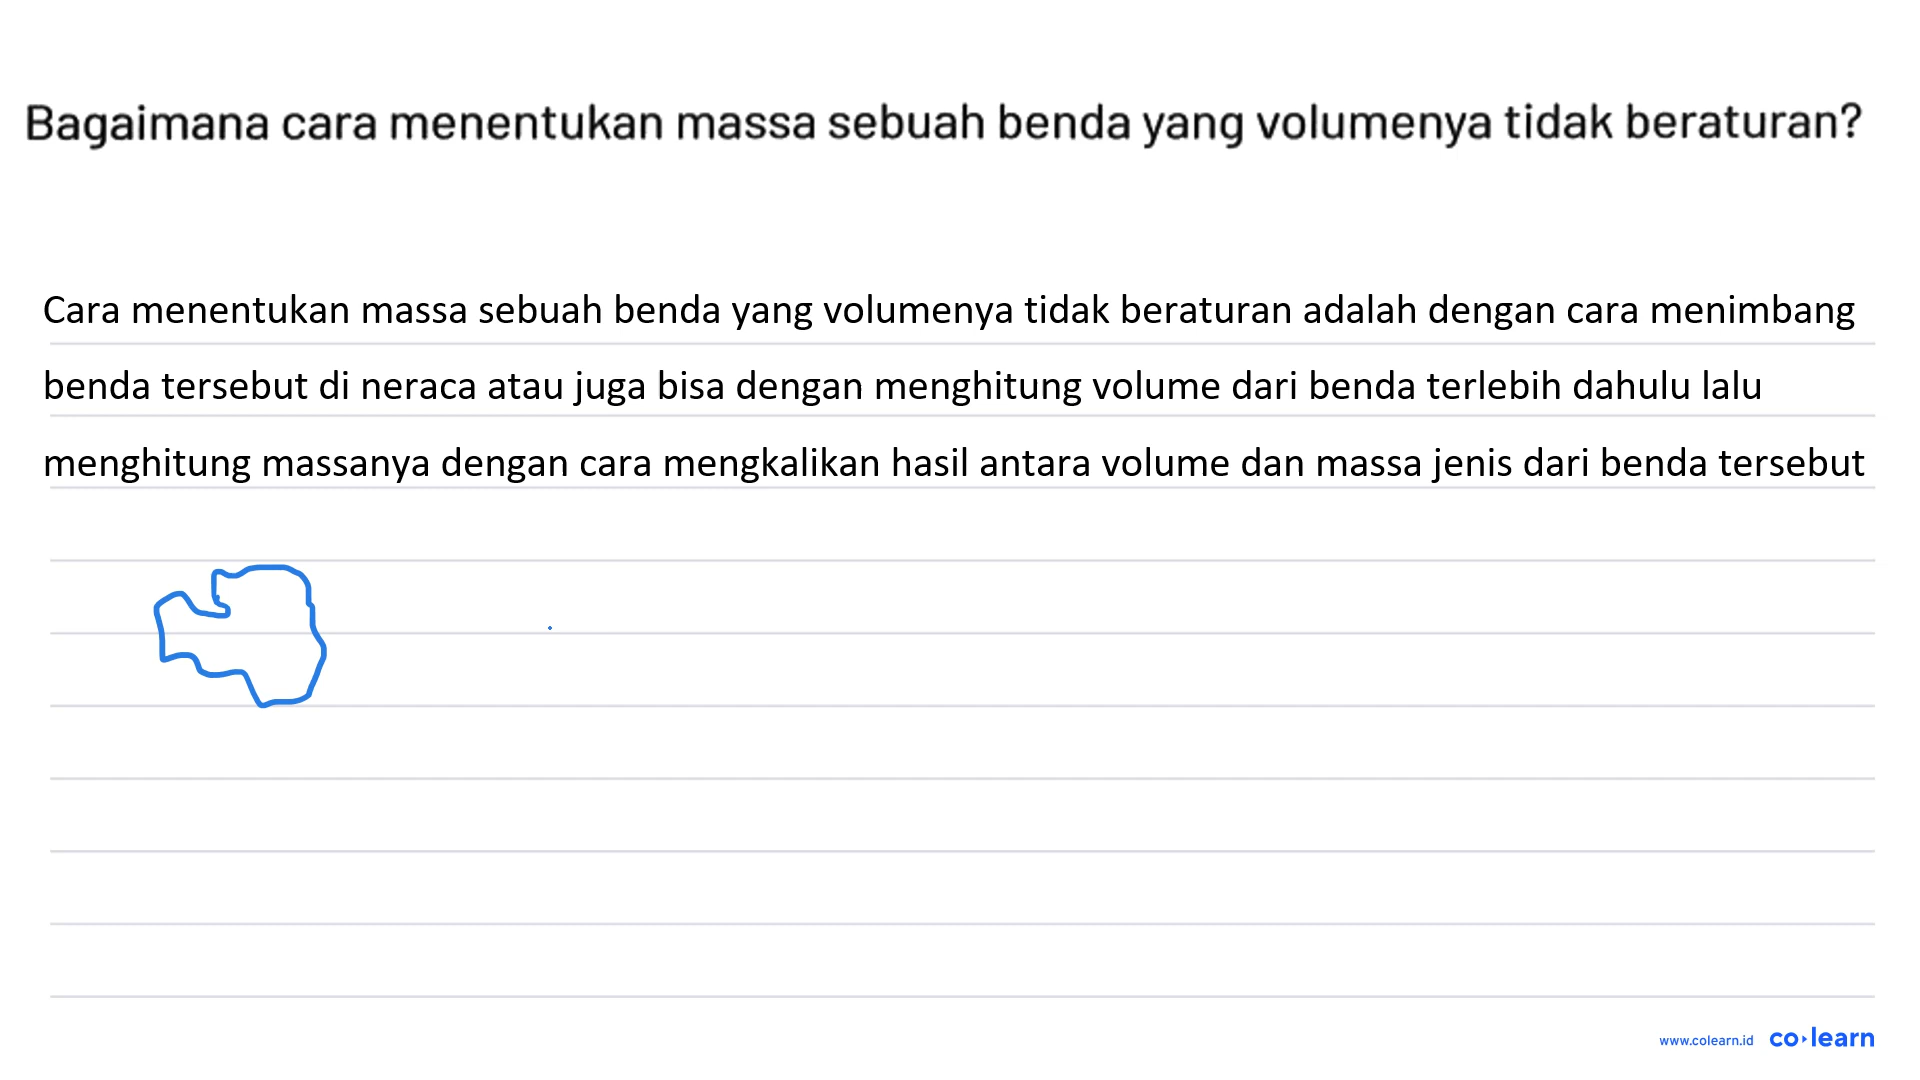 Bagaimana cara menentukan massa sebuah benda yang volumenya tidak beraturan?
Cara menentukan massa sebuah benda yang volumenya tidak beraturan adalah dengan cara menimbang
benda tersebut di neraca atau juga bisa dengan menghitung volume dari benda terlebih dahulu lalu
menghitung massanya dengan cara mengkalikan hasil antara volume dan massa jenis dari benda tersebut
www.colearn.id co·learn